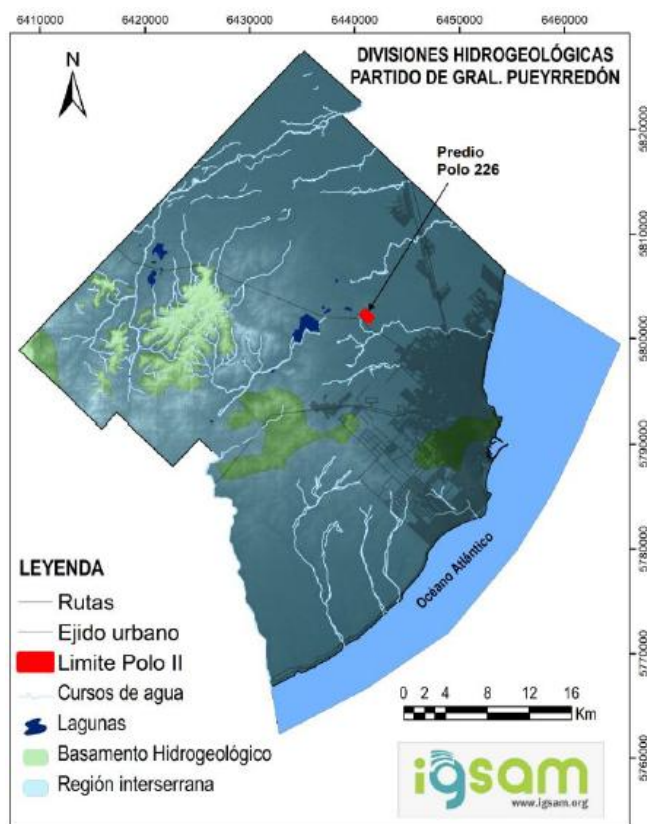 6410000 6420000 6430000 6440000 6450000 6460000
DIVISIONES HIDROGEOLÓGICAS
PARTIDO DE GRAL. PUEYRREDÓN
N
Predio
Polo 226
5820000
5810000
5800000
5790000
5780000
5770000
5760000
Océano Atlántico
LEYENDA
Rutas
Ejido urbano
Limite Polo II
Cursos de agua
Lagunas
Basamento Hidrogeológico
Región interserrana
0 2 4 8 12 16
Km
igsam
www.igsam.org